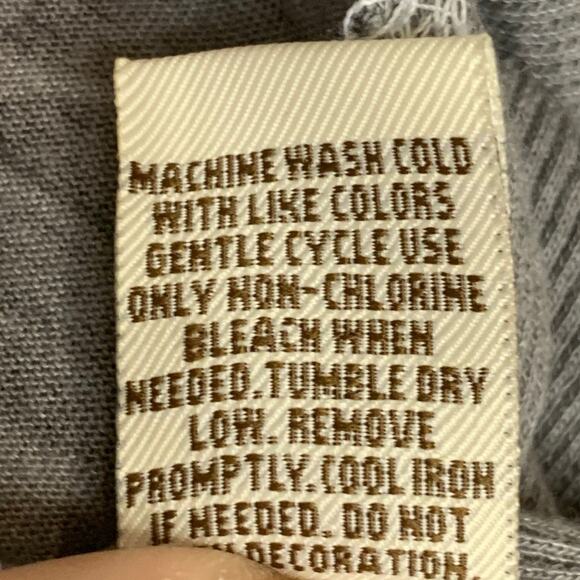 MACHINE WASH COLD
WITH LIKE COLORS
GENTLE CYCLE USE
ONLY NON-CHLORINE
BLEACH WHEN
NEEDED. TUMBLE DRY
LOW. REMOVE
PROMPTLY. COOL IRON
IF NEEDED. DO NOT
DECORATION